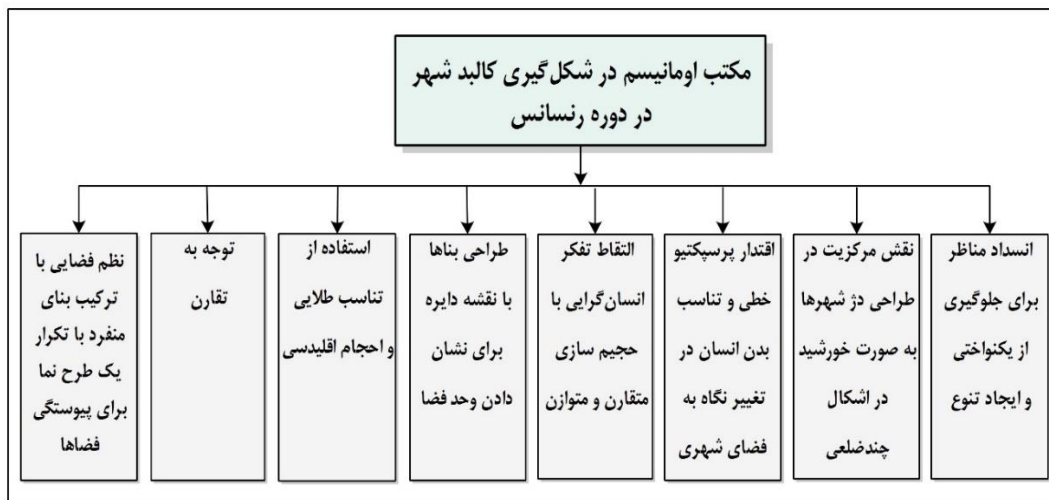 مکتب اومانیسم در شکل‌گیری کالبد شهر
در دوره رنسانس
انسداد مناظر
برای جلوگیری
از یکنواختی
و ایجاد تنوع
نقش مرکزیت در
طراحی دژ شهرها
به صورت خورشید
در اشکال
چندضلعی
اقتدار پرسپکتیو
خطی و تناسب
بدن انسان در
تغییر نگاه به
فضای شهری
التقاط تفکر
انسان‌گرایی با
حجیم سازی
متقارن و متوازن
طراحی بناها
با نقشه دایره
برای نشان
دادن وحد فضا
استفاده از
تناسب طلایی
و احجام اقلیدسی
توجه به
تقارن
نظم فضایی با
ترکیب بنای
منفرد با تکرار
یک طرح نما
برای پیوستگی
فضاها